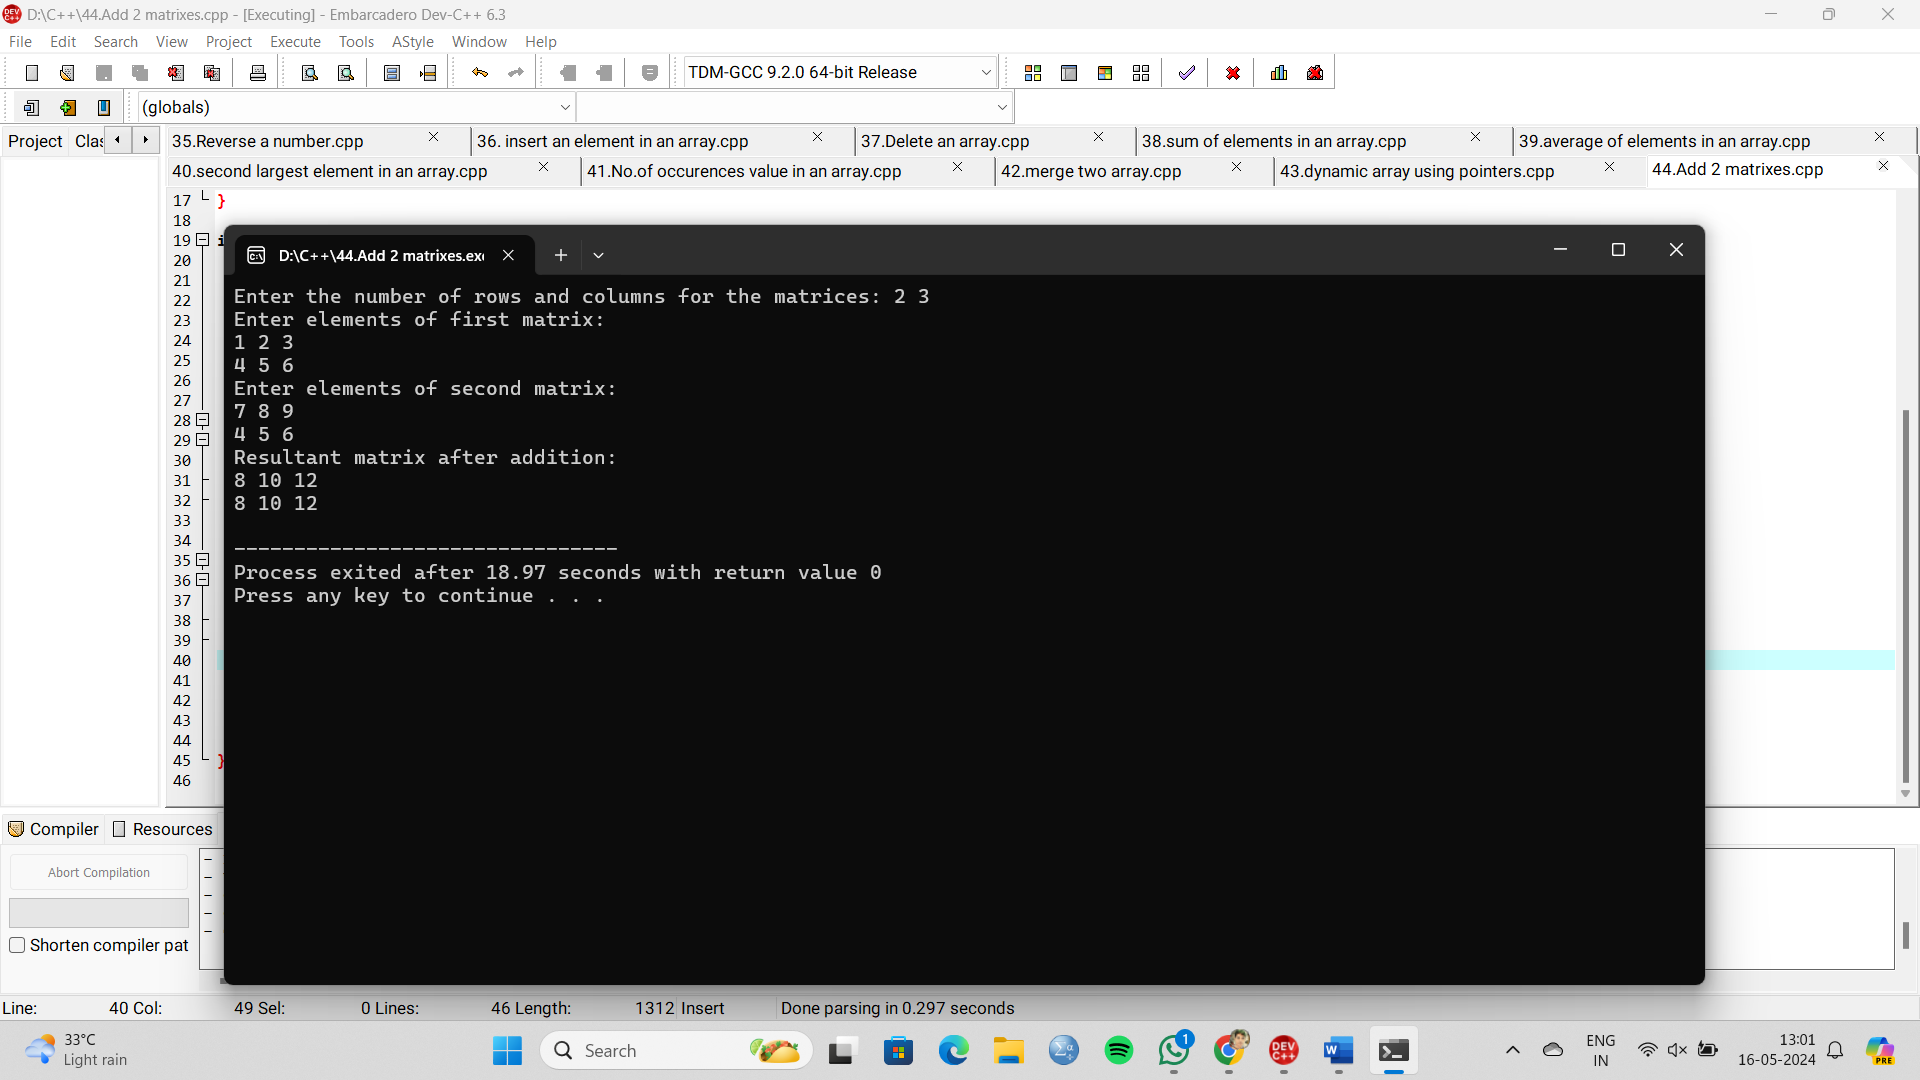 D:\C++\44.Add 2 matrixes.cpp - [Executing] - Embarcadero Dev-C++ 6.3
File Edit Search View Project Execute Tools AStyle Window Help
TDM-GCC 9.2.0 64-bit Release
(globals)
Project Clas 35.Reverse a number.cpp 36. insert an element in an array.cpp 37.Delete an array.cpp 38.sum of elements in an array.cpp 39.average of elements in an array.cpp
40.second largest element in an array.cpp 41.No.of occurences value in an array.cpp 42.merge two array.cpp 43.dynamic array using pointers.cpp 44.Add 2 matrixes.cpp
17 }
18
19 i
20
21
22
23
24
25
26
27
28
29
30
31
32
33
34
35
36
37
38
39
40
41
42
43
44
45 }
46
D:\C++\44.Add 2 matrixes.exe
Enter the number of rows and columns for the matrices: 2 3
Enter elements of first matrix:
1 2 3
4 5 6
Enter elements of second matrix:
7 8 9
4 5 6
Resultant matrix after addition:
8 10 12
8 10 12
--------------------------------
Process exited after 18.97 seconds with return value 0
Press any key to continue . . .
Compiler Resources
Abort Compilation
Shorten compiler pat
Line: 40 Col: 49 Sel: 0 Lines: 46 Length: 1312 Insert Done parsing in 0.297 seconds
33°C
Light rain
Search
1
DEV C++
PRE
ENG
IN
13:01
16-05-2024